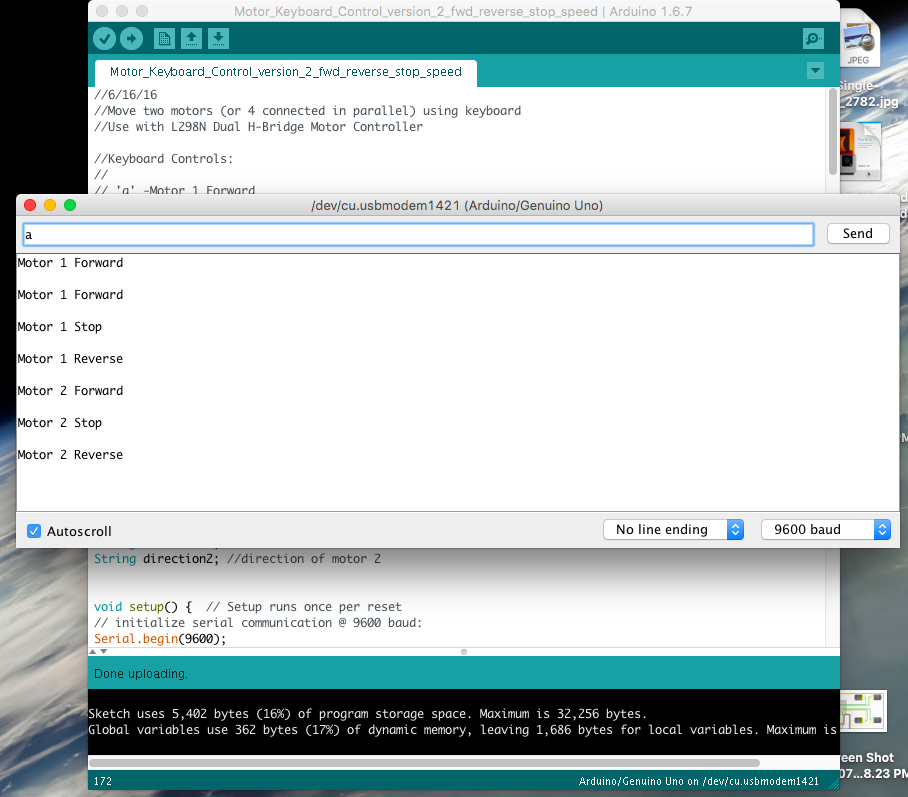 Motor_Keyboard_Control_version_2_fwd_reverse_stop_speed | Arduino 1.6.7
Motor_Keyboard_Control_version_2_fwd_reverse_stop_speed
//6/16/16
//Move two motors (or 4 connected in parallel) using keyboard
//Use with L298N Dual H-Bridge Motor Controller
//Keyboard Controls:
//
// 'a' -Motor 1 Forward
JPEG
Single-
_2782.jpg
/dev/cu.usbmodem1421 (Arduino/Genuino Uno)
a
Send
Motor 1 Forward
Motor 1 Forward
Motor 1 Stop
Motor 1 Reverse
Motor 2 Forward
Motor 2 Stop
Motor 2 Reverse
Autoscroll
No line ending
9600 baud
String direction2; //direction of motor 2
void setup() {  // Setup runs once per reset
// initialize serial communication @ 9600 baud:
Serial.begin(9600);
Done uploading.
Sketch uses 5,402 bytes (16%) of program storage space. Maximum is 32,256 bytes.
Global variables use 362 bytes (17%) of dynamic memory, leaving 1,686 bytes for local variables. Maximum is
172
Arduino/Genuino Uno on /dev/cu.usbmodem1421
reen Shot
07...8.23 PM